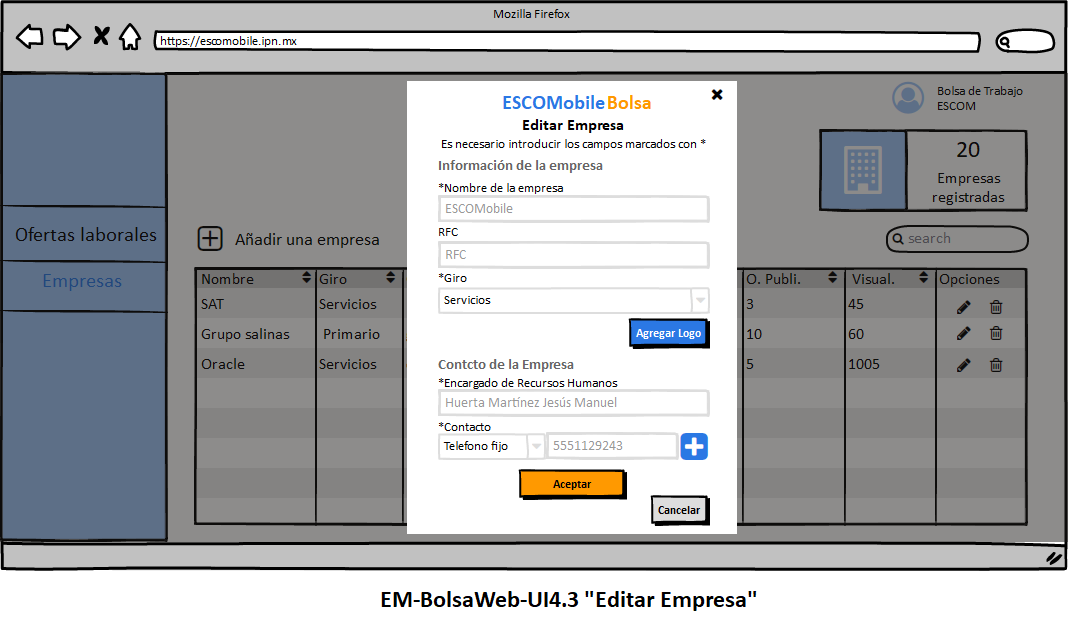 Mozilla Firefox
https://escomobile.ipn.mx
Bolsa de Trabajo
ESCOM
20
Empresas
registradas
Ofertas laborales
Empresas
Añadir una empresa
search
Nombre Giro O. Publi. Visual. Opciones
SAT Servicios 3 45
Grupo salinas Primario 10 60
Oracle Servicios 5 1005
ESCOMobile Bolsa
Editar Empresa
Es necesario introducir los campos marcados con *
Información de la empresa
*Nombre de la empresa
ESCOMobile
RFC
RFC
*Giro
Servicios
Agregar Logo
Contcto de la Empresa
*Encargado de Recursos Humanos
Huerta Martínez Jesús Manuel
*Contacto
Telefono fijo 5551129243
Aceptar
Cancelar
EM-BolsaWeb-UI4.3 "Editar Empresa"